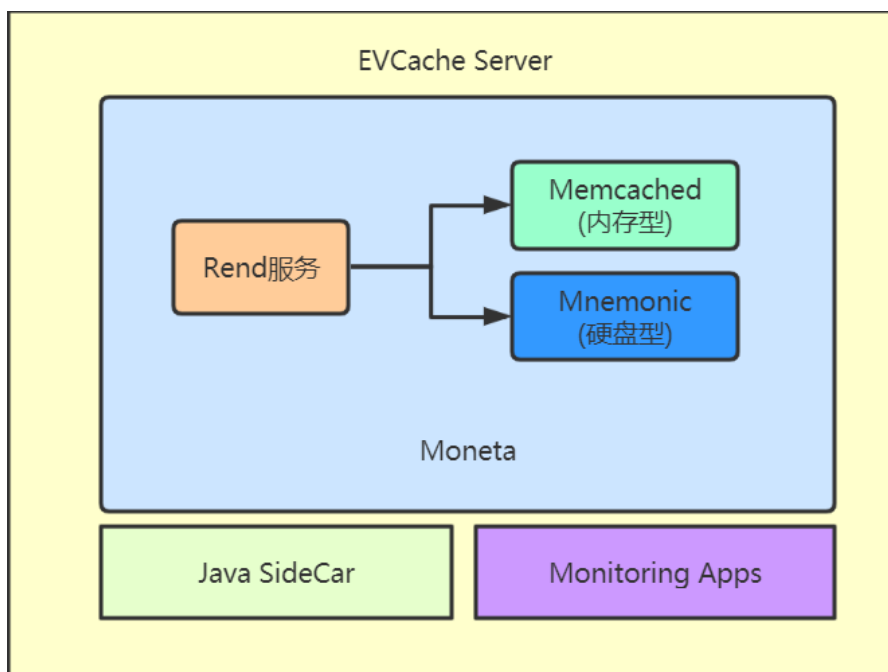 EVCache Server
Memcached
(内存型)
Rend服务
Mnemonic
(硬盘型)
Moneta
Java SideCar
Monitoring Apps